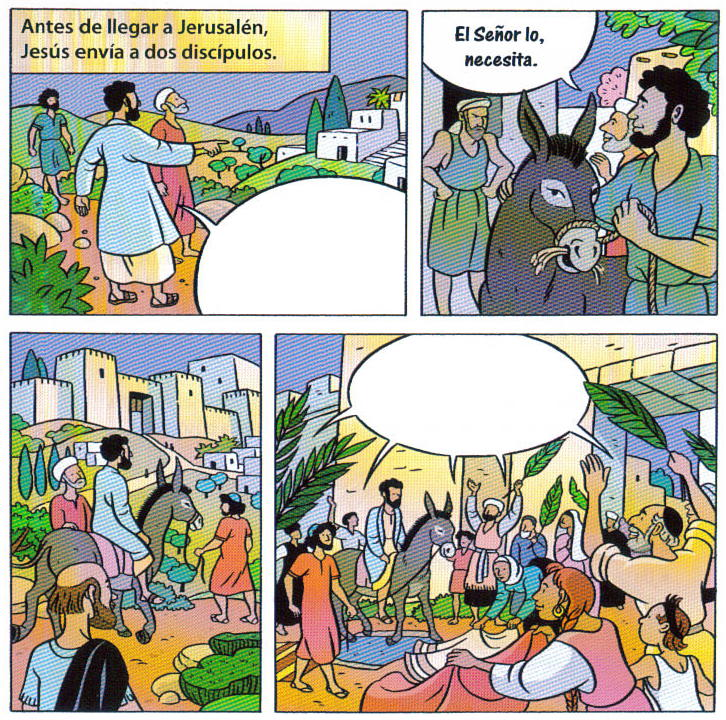 Antes de llegar a Jerusalén,
Jesús envía a dos discípulos.
El Señor lo,
necesita.